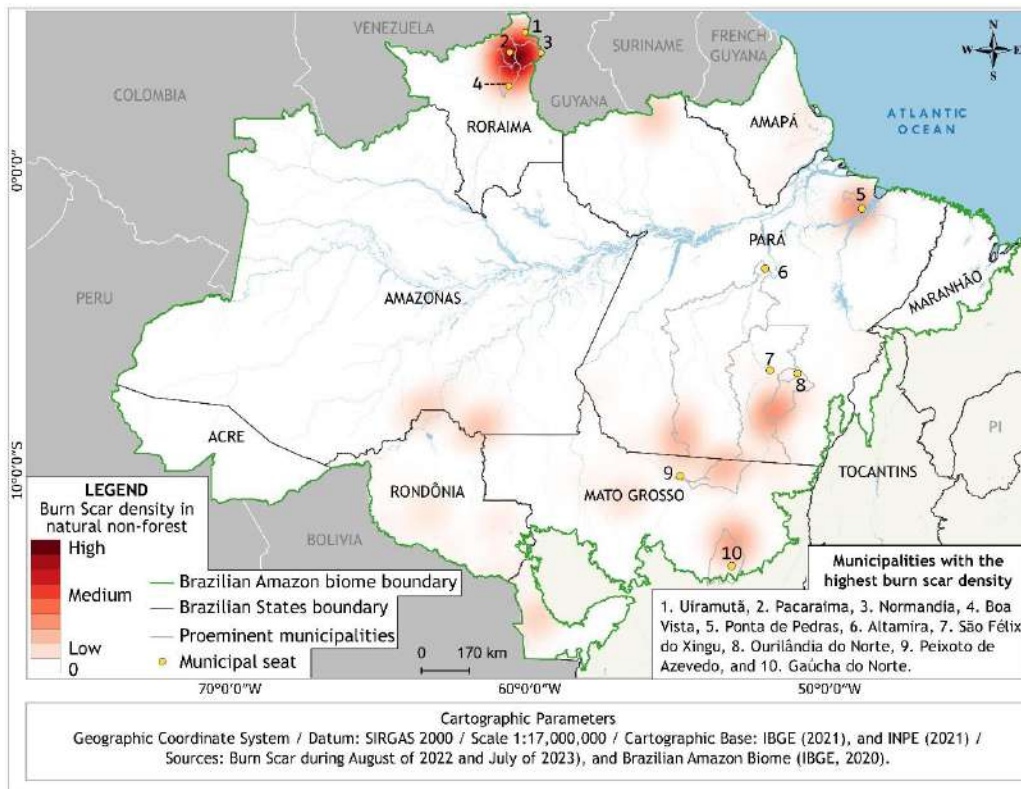 VENEZUELA
1
N
W E
S
2
3
SURINAME
FRENCH
GUYANA
4
COLOMBIA
GUYANA
RORAIMA
AMAPÁ
ATLANTIC
OCEAN
0°0'0"
5
PARÁ
6
AMAZONAS
MARANHÃO
PERU
7
8
ACRE
PI
10°0'0"S
9
TOCANTINS
RONDÔNIA
MATO GROSSO
BOLIVIA
10
LEGEND
Burn Scar density in
natural non-forest
High
Medium
Low
0
Brazilian Amazon biome boundary
Brazilian States boundary
Proeminent municipalities
Municipal seat
0 170 km
Municipalities with the
highest burn scar density
1. Uiramutã, 2. Pacaraima, 3. Normandia, 4. Boa
Vista, 5. Ponta de Pedras, 6. Altamira, 7. São Félix
do Xingu, 8. Ourilândia do Norte, 9. Peixoto de
Azevedo, and 10. Gaúcha do Norte.
70°0'0"W 60°0'0"W 50°0'0"W
Cartographic Parameters
Geographic Coordinate System / Datum: SIRGAS 2000 / Scale 1:17,000,000 / Cartographic Base: IBGE (2021), and INPE (2021) /
Sources: Burn Scar during August of 2022 and July of 2023), and Brazilian Amazon Biome (IBGE, 2020).